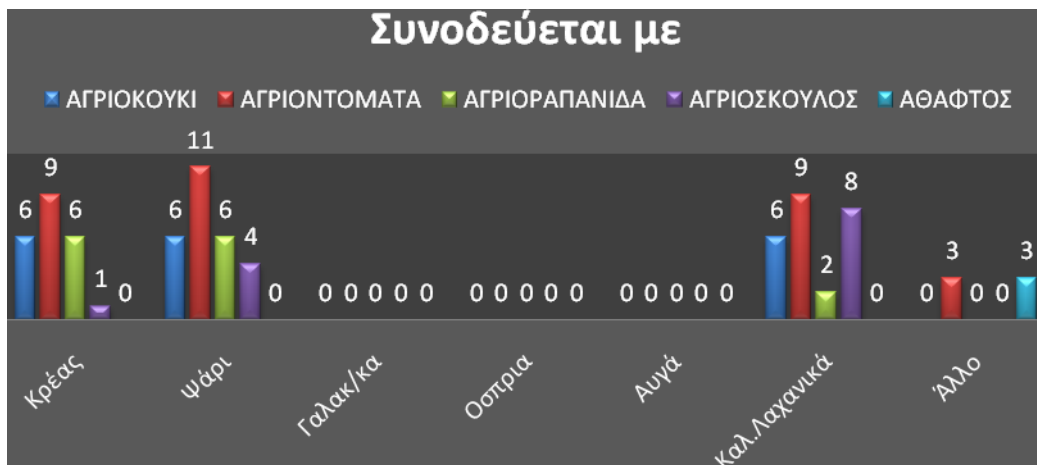 Συνοδεύεται με
ΑΓΡΙΟΚΟΥΚΙ ΑΓΡΙΟΝΤΟΜΑΤΑ ΑΓΡΙΟΡΑΠΑΝΙΔΑ ΑΓΡΙΟΣΚΟΥΛΟΣ ΑΘΑΦΤΟΣ
6 9 6 1 0
6 11 6 4 0
0 0 0 0 0
0 0 0 0 0
0 0 0 0 0
6 9 2 8 0
0 3 0 0 3
Κρέας
Ψάρι
Γαλακ/κα
Οσπρια
Αυγά
Καλ.Λαχανικά
Άλλο